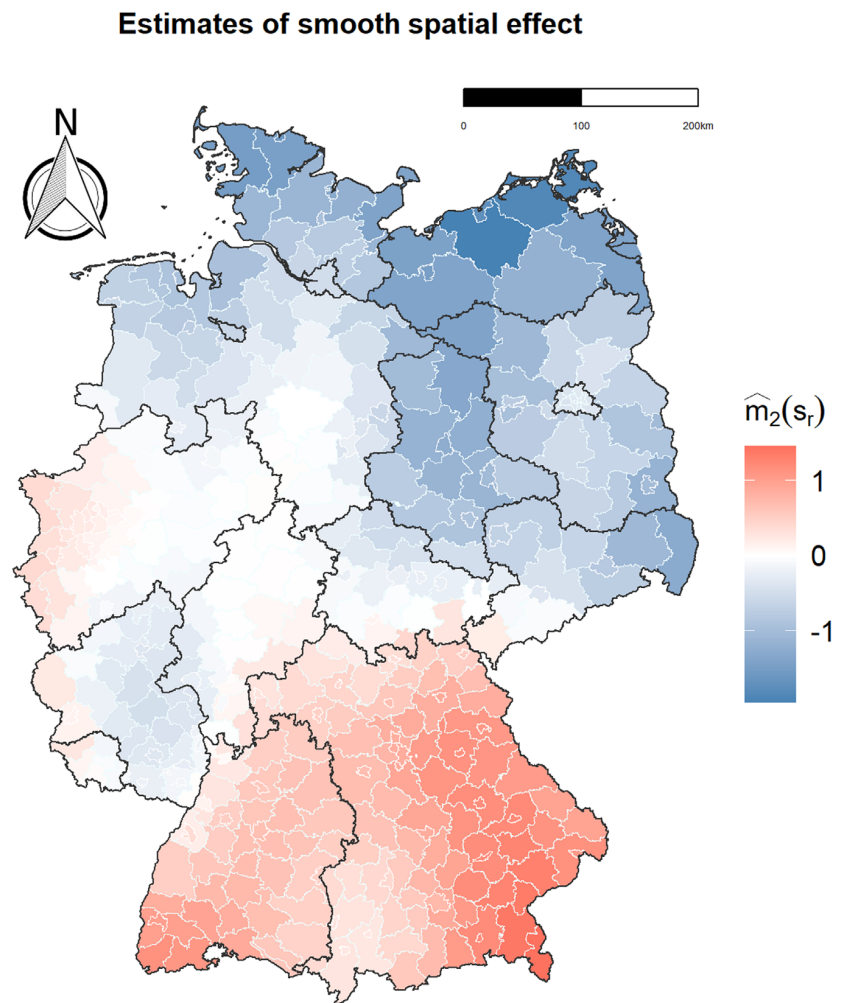 Estimates of smooth spatial effect
N
0 100 200km
m̂₂(sᵣ)
1
0
-1